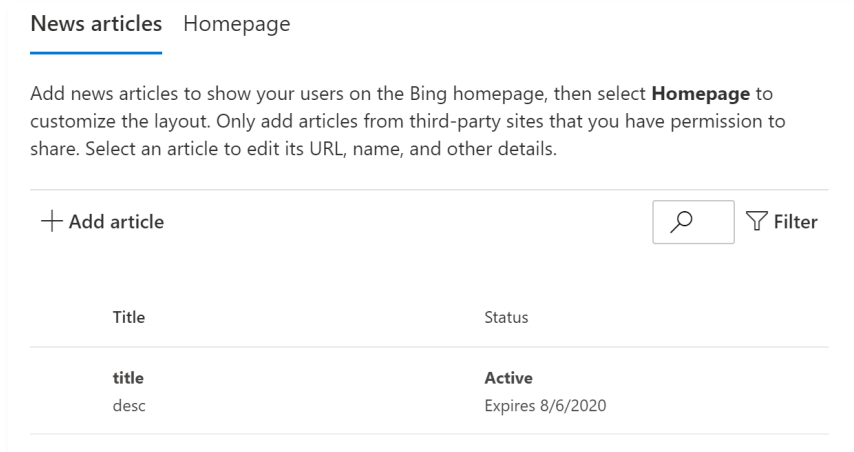 News articles Homepage
Add news articles to show your users on the Bing homepage, then select Homepage to
customize the layout. Only add articles from third-party sites that you have permission to
share. Select an article to edit its URL, name, and other details.
Add article Filter
Title Status
title Active
desc Expires 8/6/2020